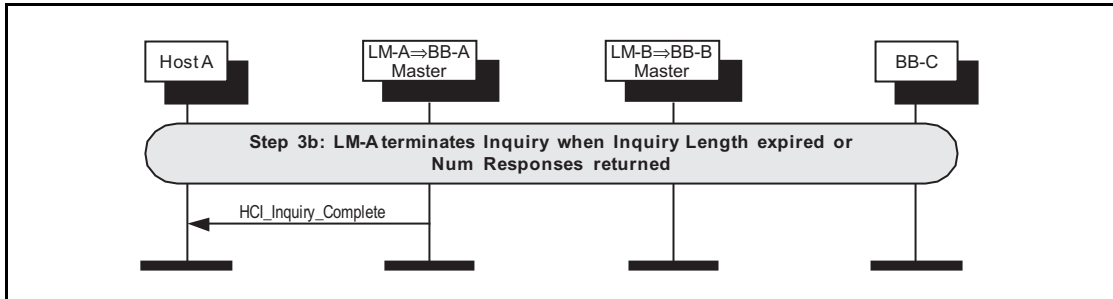 Host A
LM-A⇒BB-A
Master
LM-B⇒BB-B
Master
BB-C
Step 3b: LM-A terminates Inquiry when Inquiry Length expired or
Num Responses returned
HCI_Inquiry_Complete